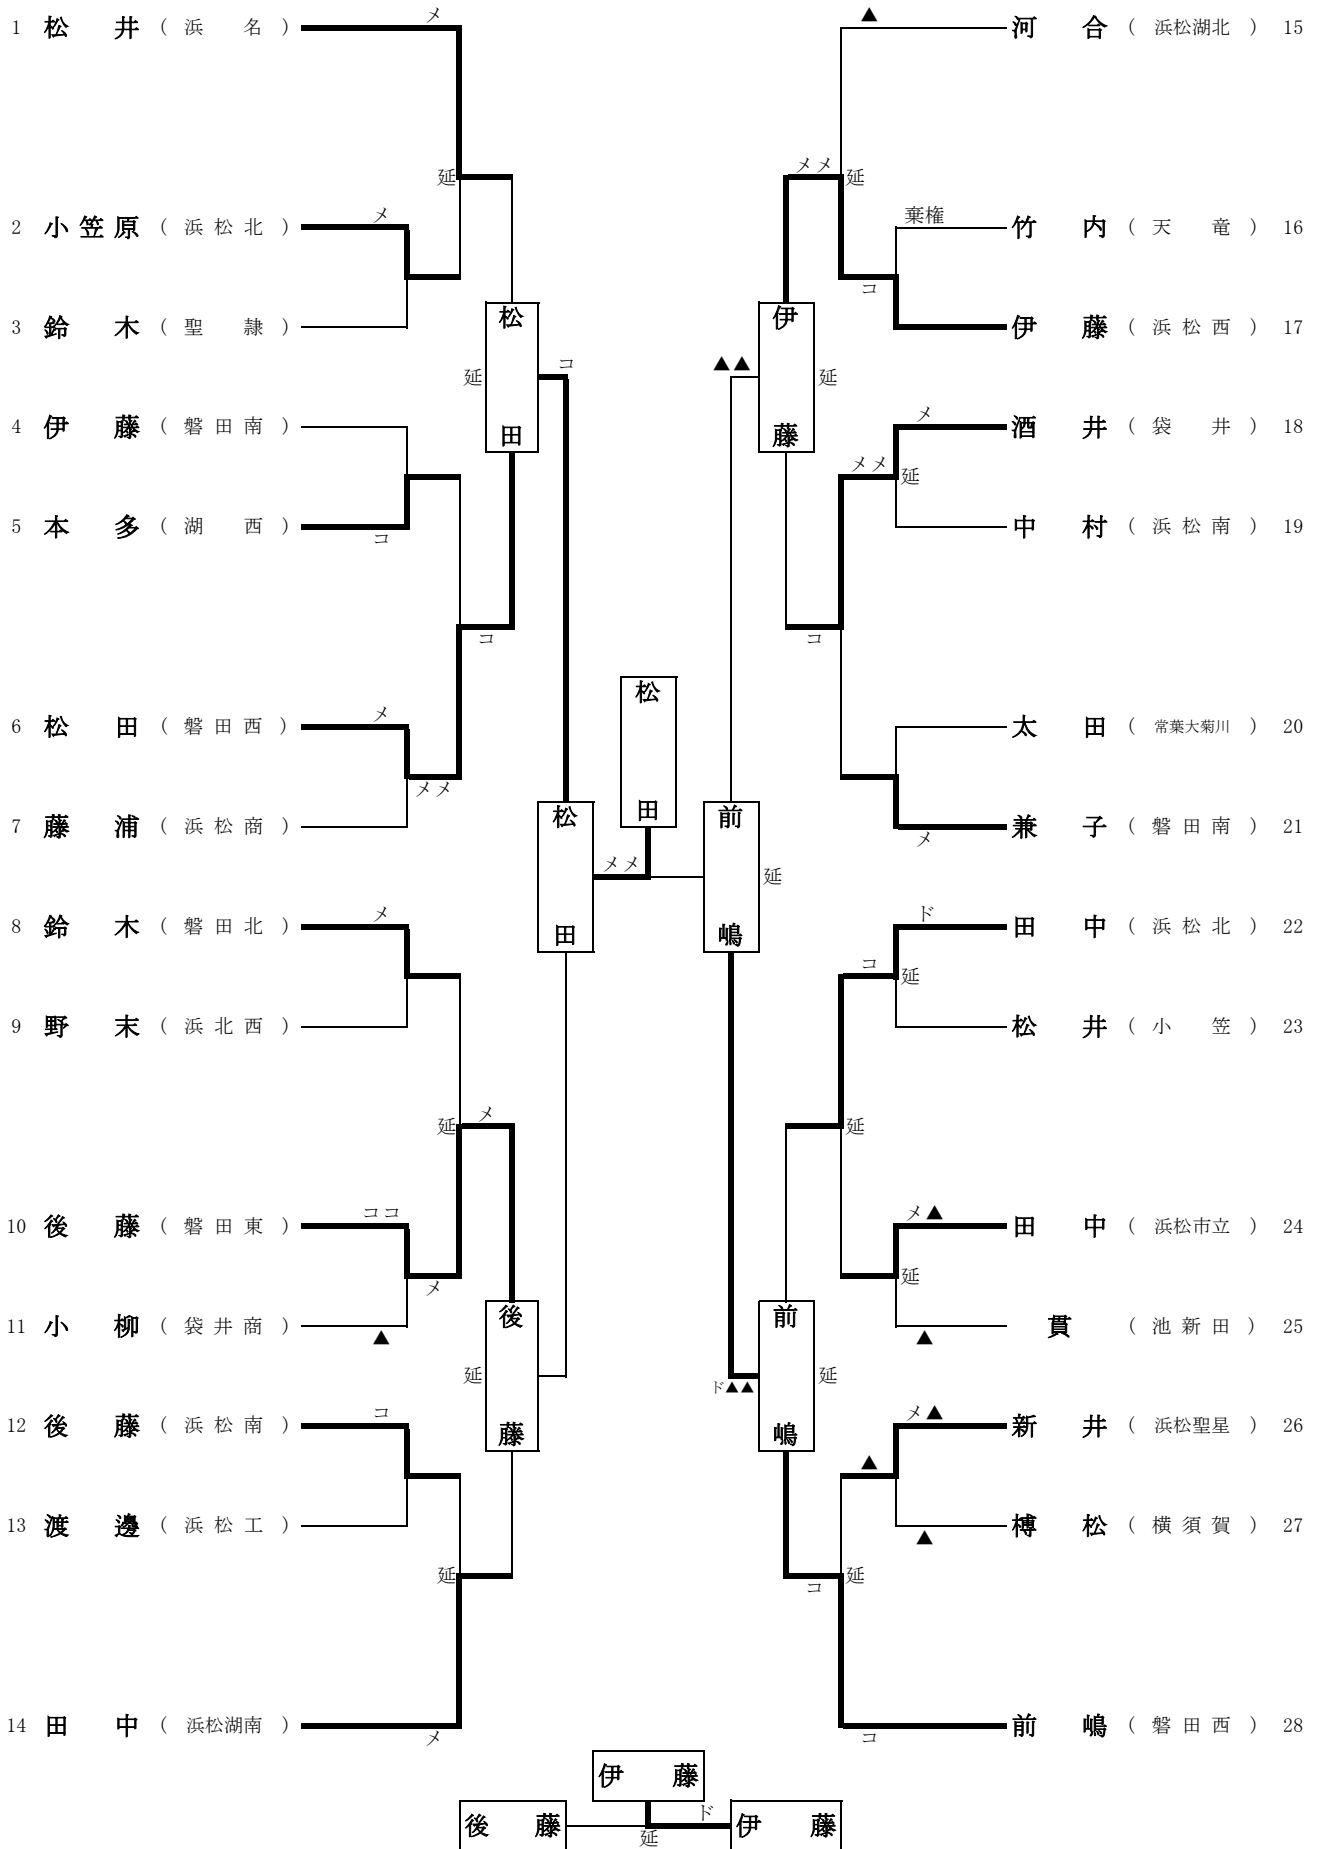 メ ▲
1 松 井 ( 浜 名 ) 河 合 ( 浜松湖北 ) 15
メメ
延 延
メ 棄権
2 小笠原 ( 浜松北 ) 竹 内 ( 天 竜 ) 16
コ
松 伊
3 鈴 木 ( 聖 隷 ) 伊 藤 ( 浜松西 ) 17
コ ▲▲
延 延
メ
4 伊 藤 ( 磐田南 ) 酒 井 ( 袋 井 ) 18
田 藤
メメ
延
5 本 多 ( 湖 西 ) 中 村 ( 浜松南 ) 19
コ
コ コ
松
メ
6 松 田 ( 磐田西 ) 太 田 ( 常葉大菊川 ) 20
メメ
田
松 前
7 藤 浦 ( 浜松商 ) 兼 子 ( 磐田南 ) 21
メ
メメ 延
メ ド
8 鈴 木 ( 磐田北 ) 田 中 ( 浜松北 ) 22
田 嶋
コ
延
9 野 末 ( 浜北西 ) 松 井 ( 小 笠 ) 23
メ
延 延
ココ メ▲
10 後 藤 ( 磐田東 ) 田 中 ( 浜松市立 ) 24
メ 延
後 前
11 小 柳 ( 袋井商 ) 貫 ( 池新田 ) 25
▲ ▲
延 延
ド▲▲
コ メ▲
12 後 藤 ( 浜松南 ) 新 井 ( 浜松聖星 ) 26
藤 嶋
▲
13 渡 邊 ( 浜松工 ) 榑 松 ( 横須賀 ) 27
▲
延 延
コ
14 田 中 ( 浜松湖南 ) 前 嶋 ( 磐田西 ) 28
メ コ
伊 藤
ド
後 藤 伊 藤
延